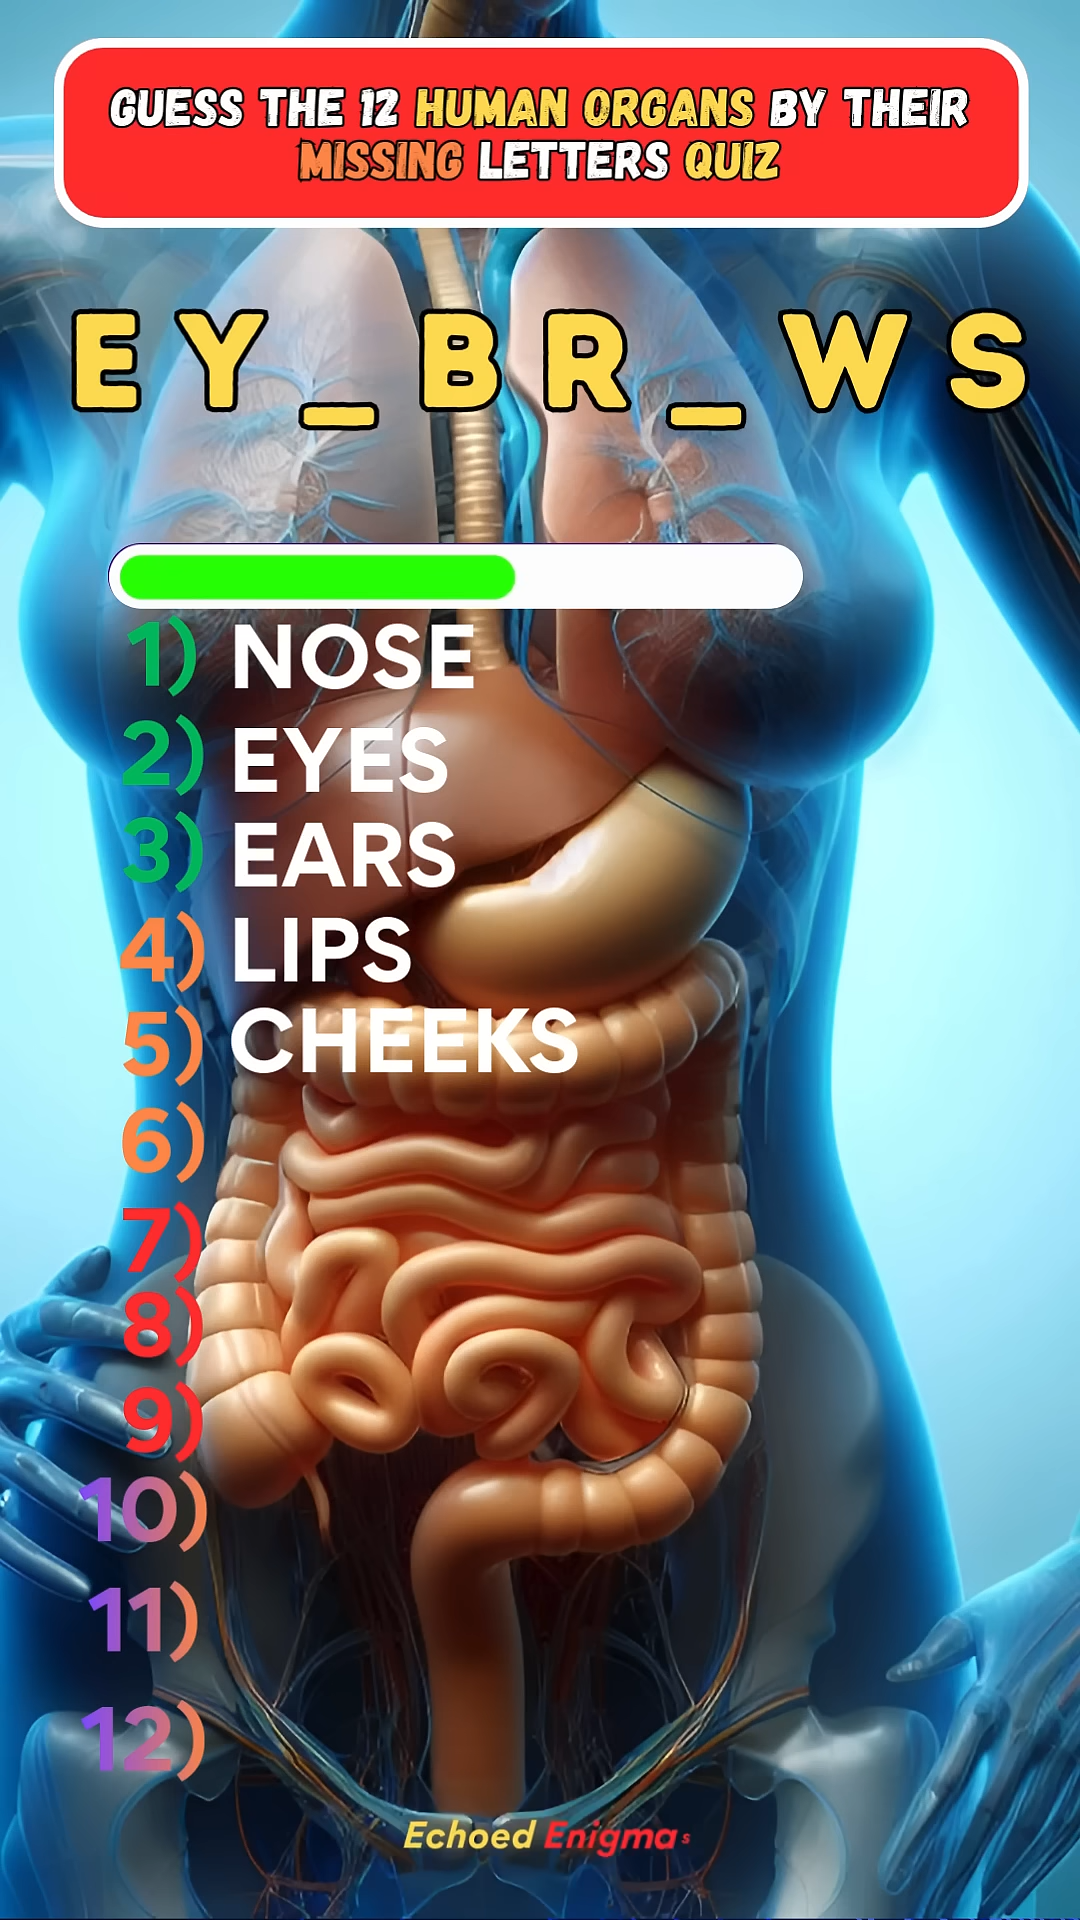 GUESS THE 12 HUMAN ORGANS BY THEIR
MISSING LETTERS QUIZ
EY_BR_WS
1) NOSE
2) EYES
3) EARS
4) LIPS
5) CHEEKS
6)
7)
8)
9)
10)
11)
12)
Echoed Enigmas